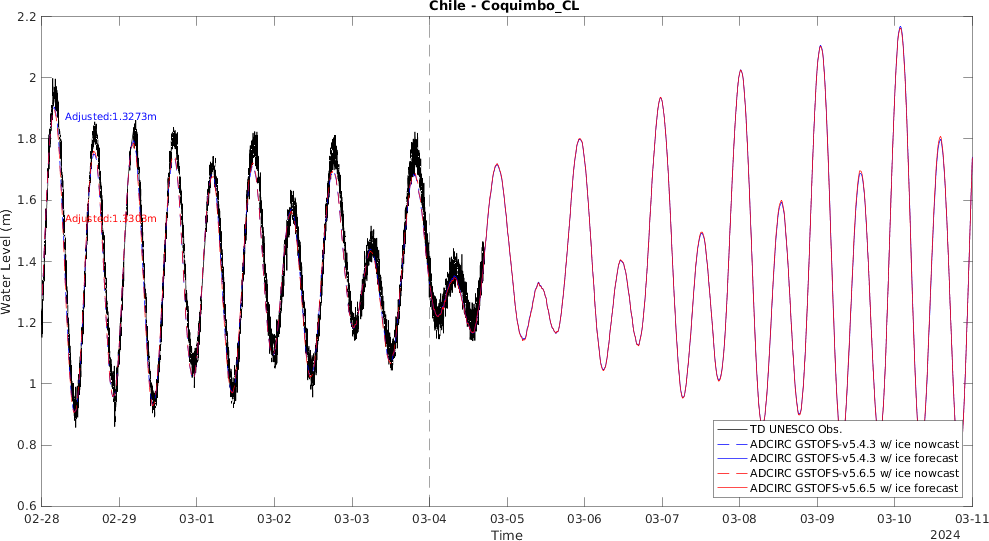 Chile - Coquimbo_CL
2.2
2
1.8
1.6
1.4
1.2
1
0.8
0.6
Water Level (m)
Adjusted:1.3273m
Adjusted:1.3303m
TD UNESCO Obs.
ADCIRC GSTOFS-v5.4.3 w/ ice nowcast
ADCIRC GSTOFS-v5.4.3 w/ ice forecast
ADCIRC GSTOFS-v5.6.5 w/ ice nowcast
ADCIRC GSTOFS-v5.6.5 w/ ice forecast
02-28 02-29 03-01 03-02 03-03 03-04 03-05 03-06 03-07 03-08 03-09 03-10 03-11
Time
2024